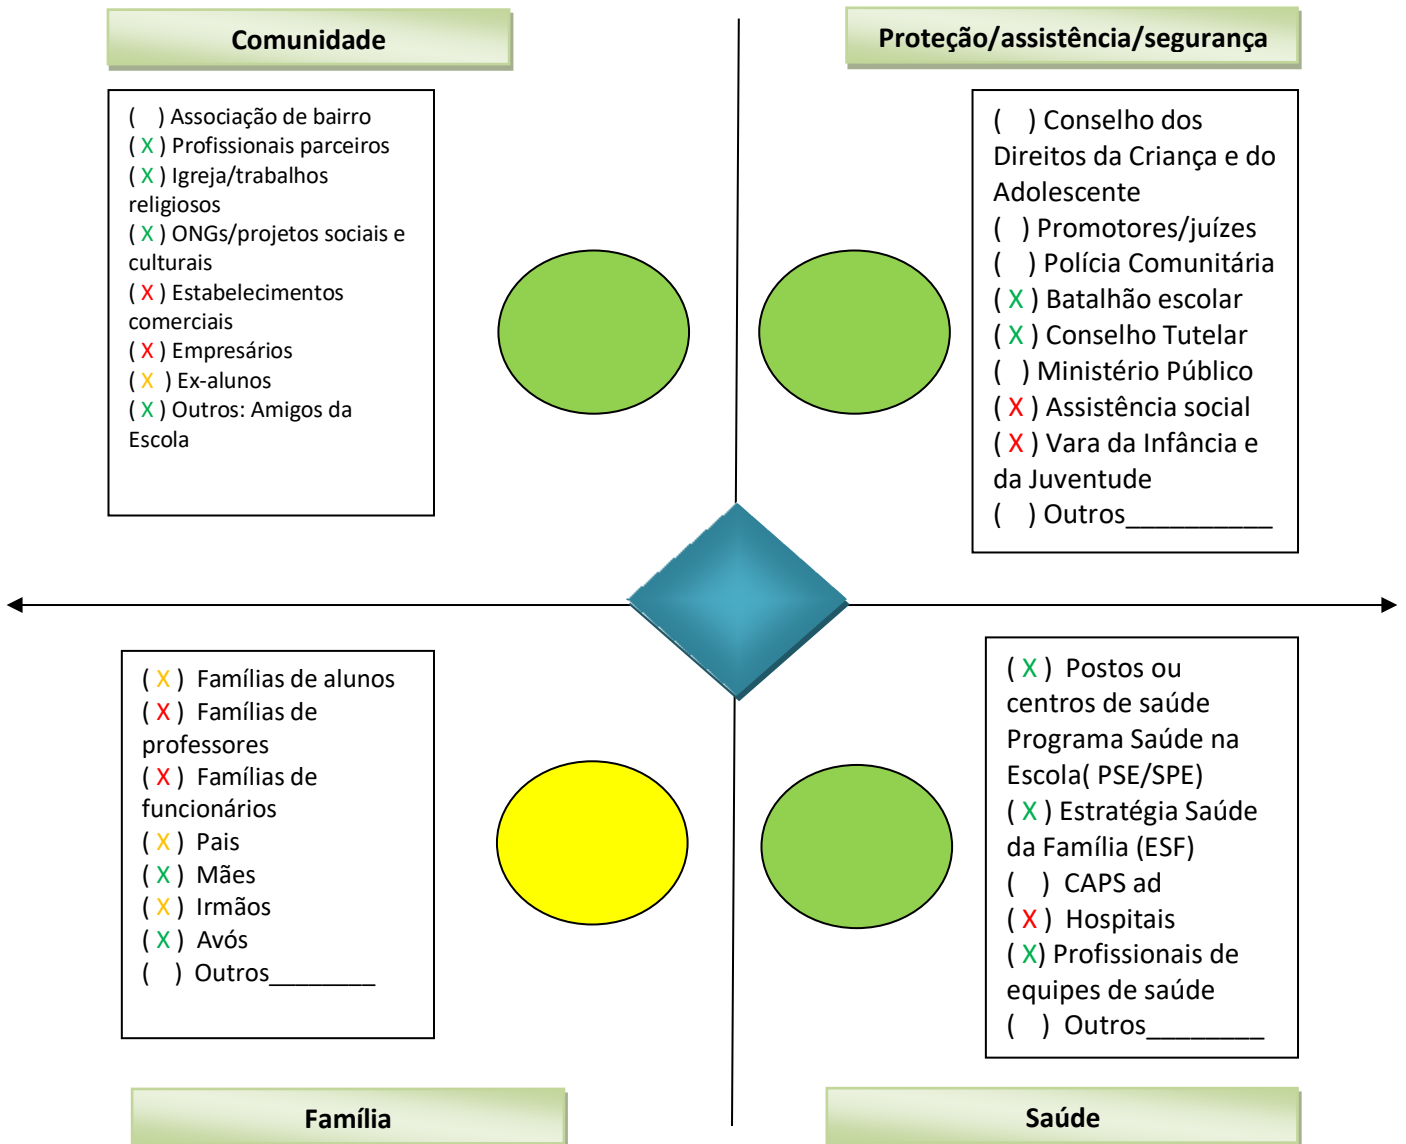 Comunidade
( ) Associação de bairro
( X ) Profissionais parceiros
( X ) Igreja/trabalhos
religiosos
( X ) ONGs/projetos sociais e
culturais
( X ) Estabelecimentos
comerciais
( X ) Empresários
( X ) Ex-alunos
( X ) Outros: Amigos da
Escola
Proteção/assistência/segurança
( ) Conselho dos
Direitos da Criança e do
Adolescente
( ) Promotores/juízes
( ) Polícia Comunitária
( X ) Batalhão escolar
( X ) Conselho Tutelar
( ) Ministério Público
( X ) Assistência social
( X ) Vara da Infância e
da Juventude
( ) Outros__________
( X ) Famílias de alunos
( X ) Famílias de
professores
( X ) Famílias de
funcionários
( X ) Pais
( X ) Mães
( X ) Irmãos
( X ) Avós
( ) Outros________
Família
( X ) Postos ou
centros de saúde
Programa Saúde na
Escola( PSE/SPE)
( X ) Estratégia Saúde
da Família (ESF)
( ) CAPS ad
( X ) Hospitais
( X) Profissionais de
equipes de saúde
( ) Outros________
Saúde